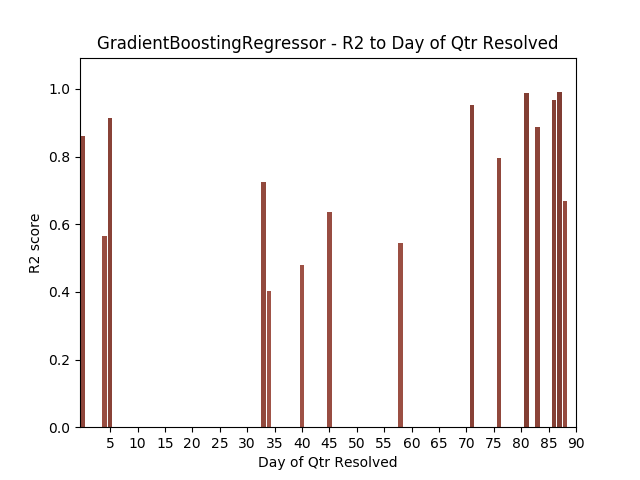 GradientBoostingRegressor - R2 to Day of Qtr Resolved
1.0
0.8
0.6
0.4
0.2
0.0
R2 score
5 10 15 20 25 30 35 40 45 50 55 60 65 70 75 80 85 90
Day of Qtr Resolved